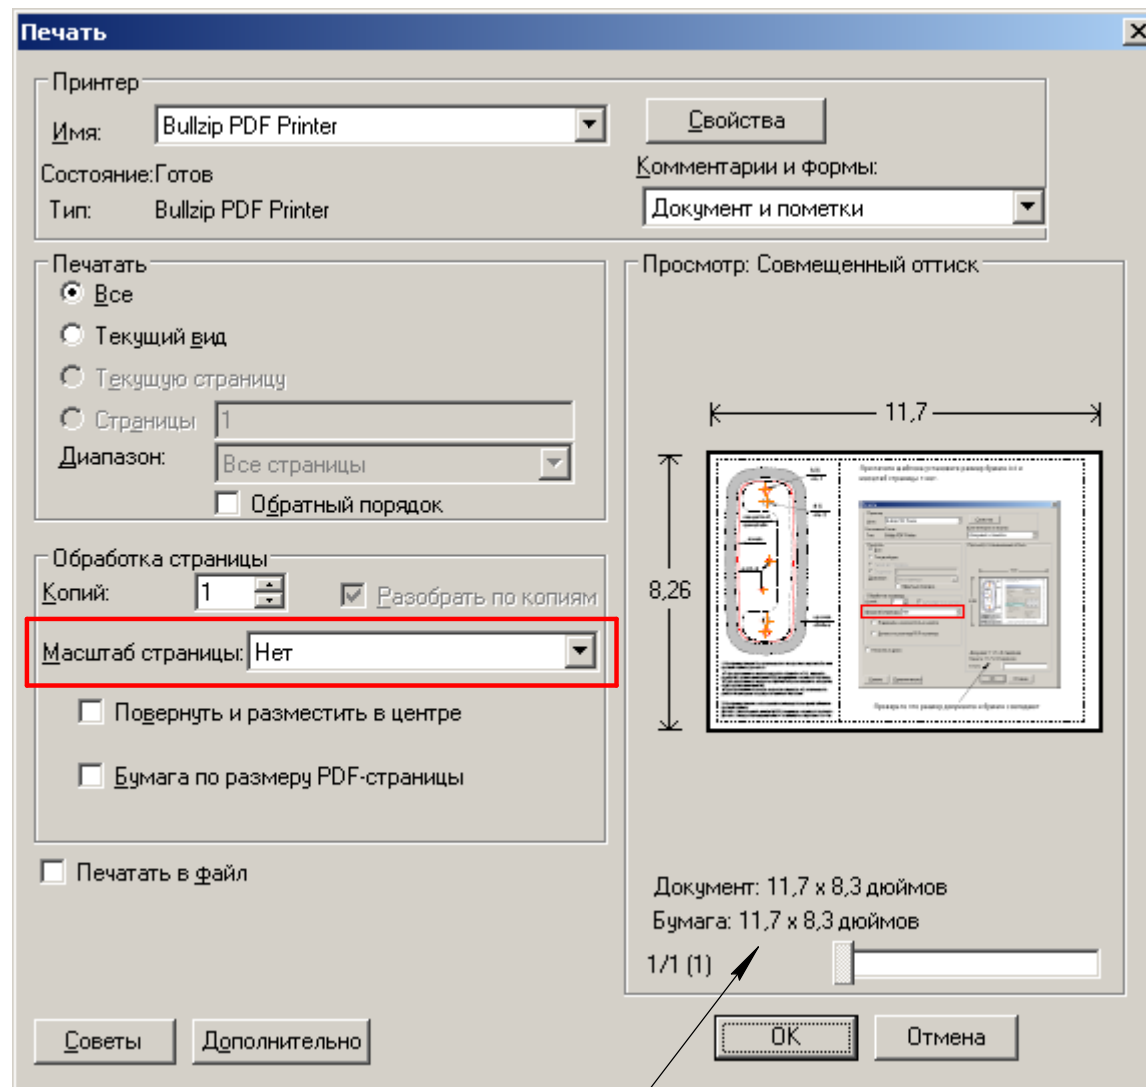 Печать
Принтер
Имя: Bullzip PDF Printer Свойства
Состояние:Готов Комментарии и формы:
Тип: Bullzip PDF Printer Документ и пометки
Печатать
Все
Текущий вид
Текущую страницу
Страницы 1
Диапазон: Все страницы
Обратный порядок
Обработка страницы
Копий: 1 Разобрать по копиям
Масштаб страницы: Нет
Повернуть и разместить в центре
Бумага по размеру PDF-страницы
Печатать в файл
Советы Дополнительно
Просмотр: Совмещенный оттиск
11,7
8,26
Документ: 11,7 x 8,3 дюймов
Бумага: 11,7 x 8,3 дюймов
1/1 (1)
OK Отмена